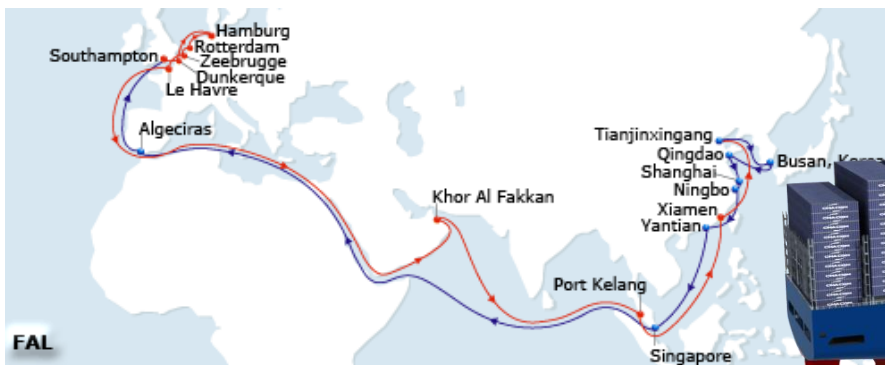 Hamburg
Rotterdam
Southampton
Zeebrugge
Dunkerque
Le Havre
Algeciras
Tianjinxingang
Qingdao
Busan, Korea
Shanghai
Ningbo
Khor Al Fakkan
Xiamen
Yantian
Port Kelang
FAL
Singapore